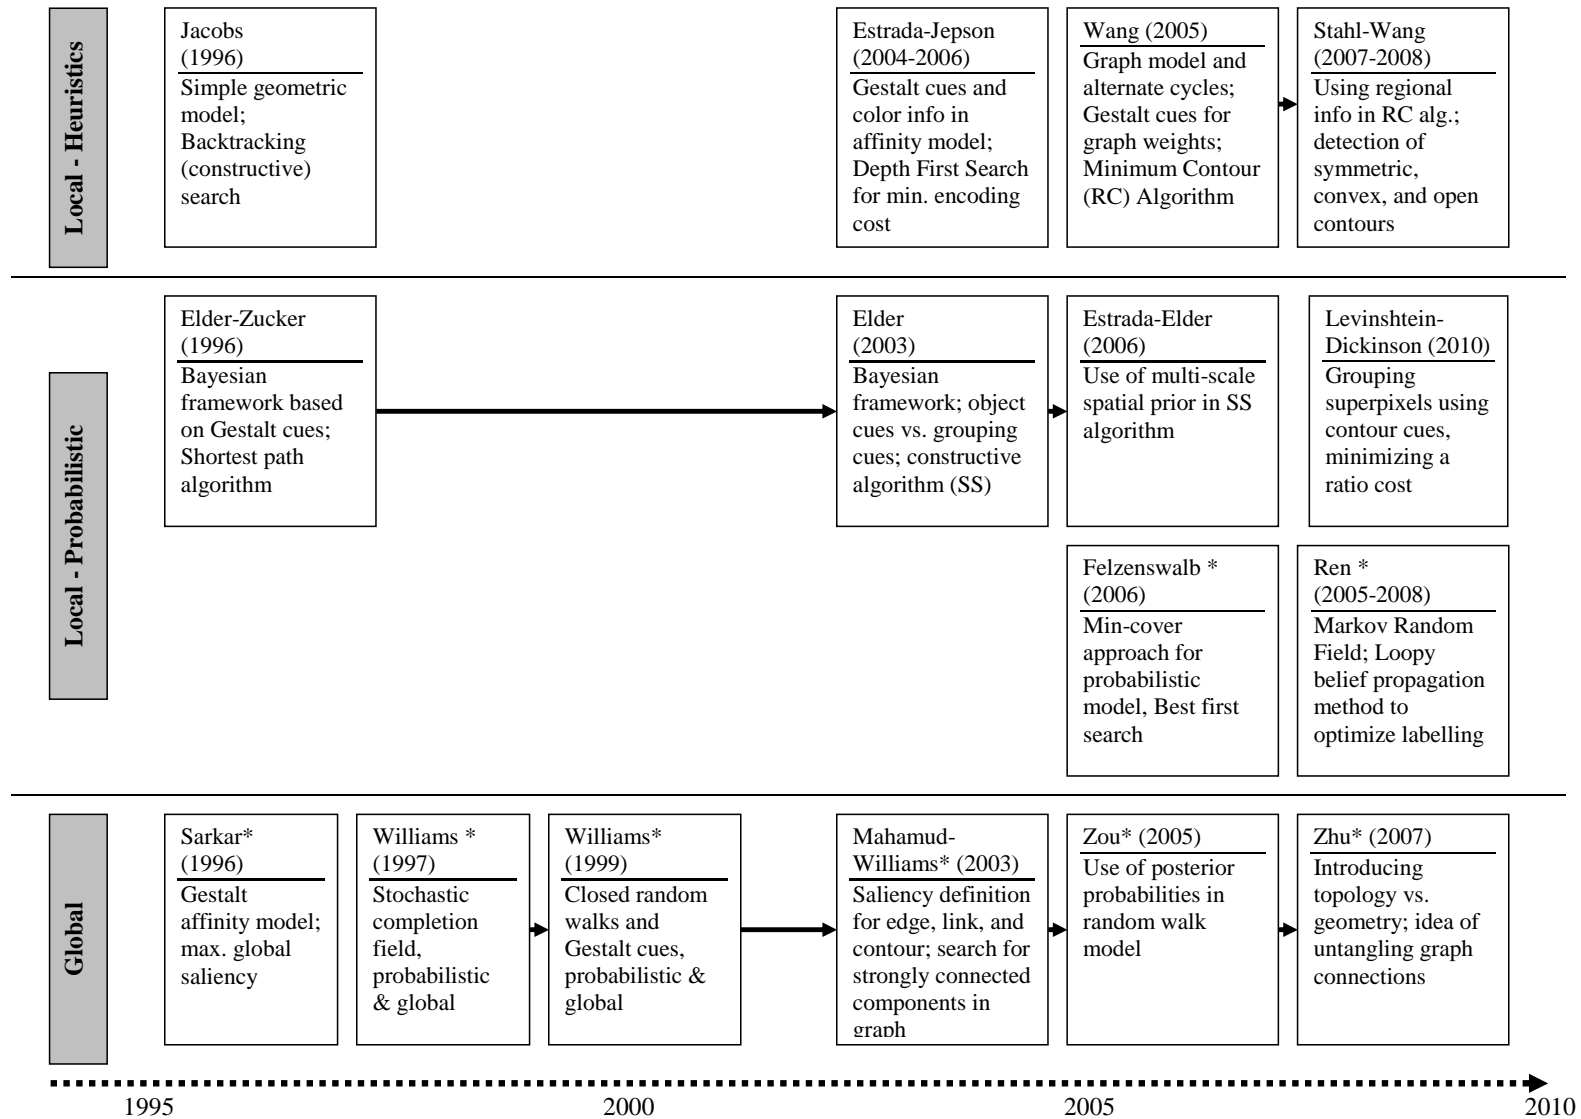 Local - Heuristics
Jacobs
(1996)
Simple geometric
model;
Backtracking
(constructive)
search
Estrada-Jepson
(2004-2006)
Gestalt cues and
color info in
affinity model;
Depth First Search
for min. encoding
cost
Wang (2005)
Graph model and
alternate cycles;
Gestalt cues for
graph weights;
Minimum Contour
(RC) Algorithm
Stahl-Wang
(2007-2008)
Using regional
info in RC alg.;
detection of
symmetric,
convex, and open
contours
Local - Probabilistic
Elder-Zucker
(1996)
Bayesian
framework based
on Gestalt cues;
Shortest path
algorithm
Elder
(2003)
Bayesian
framework; object
cues vs. grouping
cues; constructive
algorithm (SS)
Estrada-Elder
(2006)
Use of multi-scale
spatial prior in SS
algorithm
Levinshtein-
Dickinson (2010)
Grouping
superpixels using
contour cues,
minimizing a
ratio cost
Felzenswalb *
(2006)
Min-cover
approach for
probabilistic
model, Best first
search
Ren *
(2005-2008)
Markov Random
Field; Loopy
belief propagation
method to
optimize labelling
Global
Sarkar*
(1996)
Gestalt
affinity model;
max. global
saliency
Williams *
(1997)
Stochastic
completion
field,
probabilistic
& global
Williams*
(1999)
Closed random
walks and
Gestalt cues,
probabilistic &
global
Mahamud-
Williams* (2003)
Saliency definition
for edge, link, and
contour; search for
strongly connected
components in
graph
Zou* (2005)
Use of posterior
probabilities in
random walk
model
Zhu* (2007)
Introducing
topology vs.
geometry; idea of
untangling graph
connections
1995
2000
2005
2010